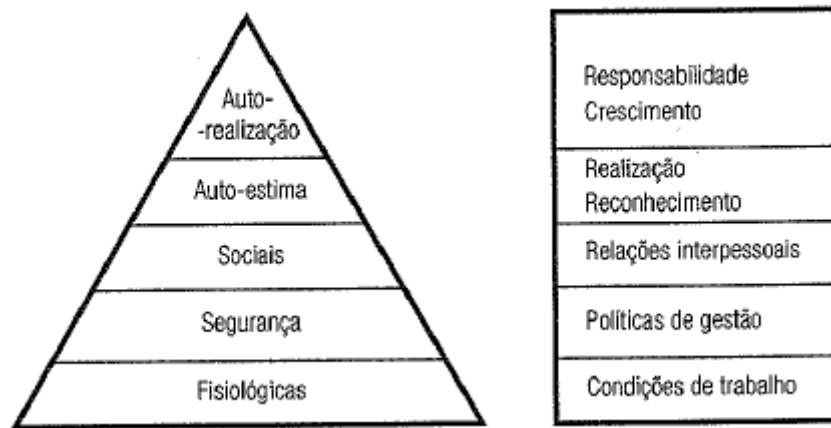 Auto-
-realização
Auto-estima
Sociais
Segurança
Fisiológicas
Responsabilidade
Crescimento
Realização
Reconhecimento
Relações interpessoais
Políticas de gestão
Condições de trabalho